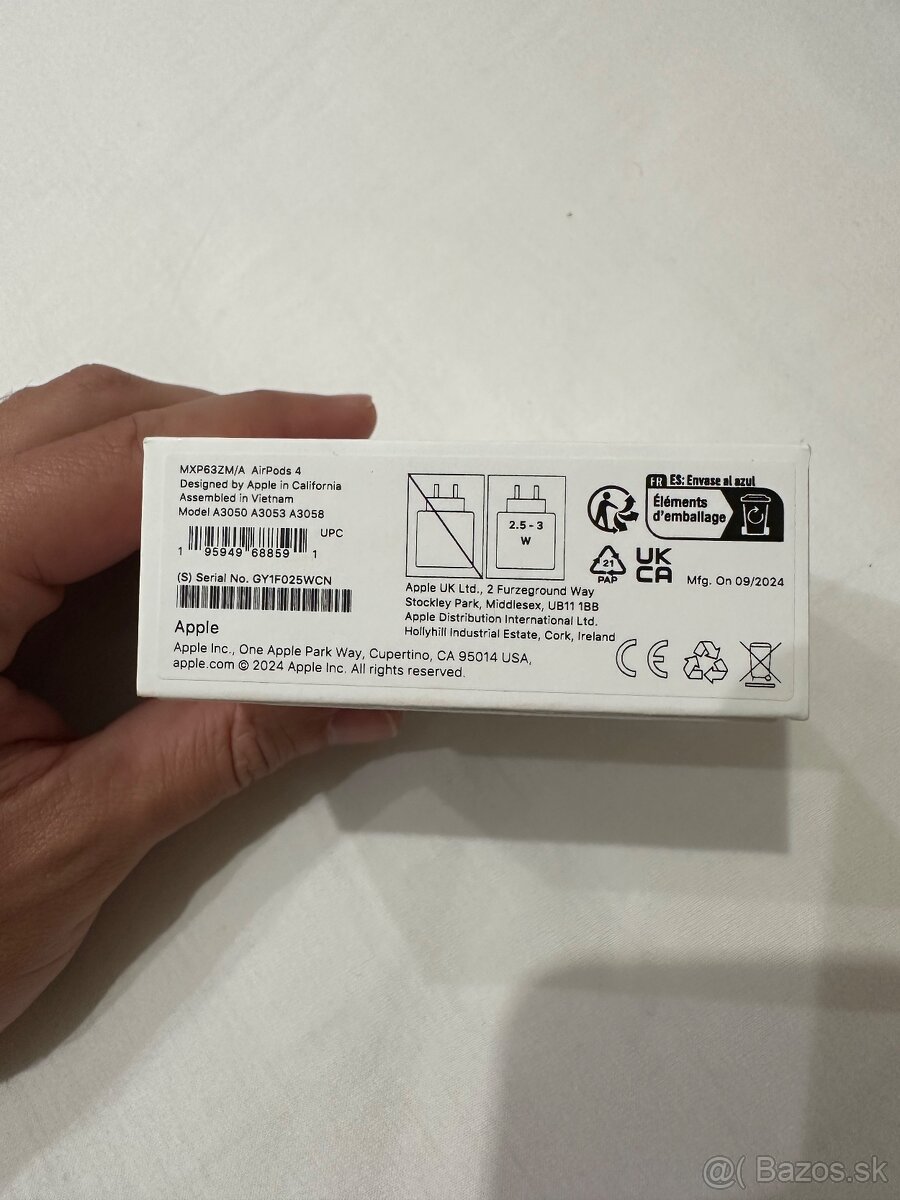 MXP63ZM/A AirPods 4
Designed by Apple in California
Assembled in Vietnam
Model A3050 A3053 A3058
UPC
1 95949 68859 1
(S) Serial No. GY1F025WCN
Apple
Apple Inc., One Apple Park Way, Cupertino, CA 95014 USA,
apple.com © 2024 Apple Inc. All rights reserved.
2.5 - 3
W
Apple UK Ltd., 2 Furzeground Way
Stockley Park, Middlesex, UB11 1BB
Apple Distribution International Ltd.
Hollyhill Industrial Estate, Cork, Ireland
FR ES: Envase al azul
Éléments
d'emballage
21
PAP
UK
CA
Mfg. On 09/2024
CE
@( Bazos.sk